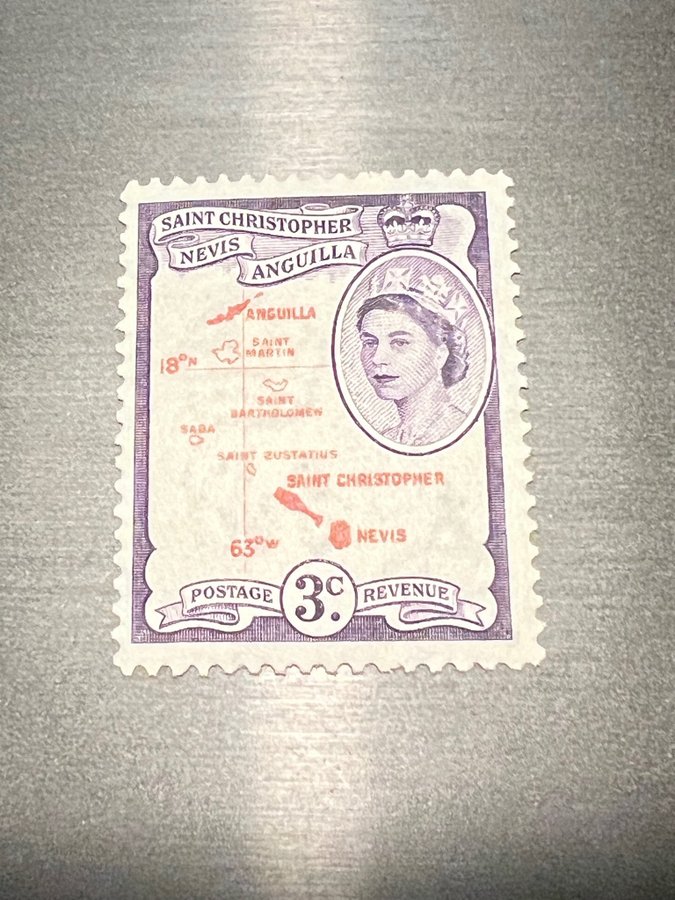 SAINT CHRISTOPHER
NEVIS
ANGUILLA
ANGUILLA
SAINT
MARTIN
18°N
SAINT
BARTHOLOMEW
SABA
SAINT EUSTATIUS
SAINT CHRISTOPHER
NEVIS
63°W
POSTAGE 3c. REVENUE